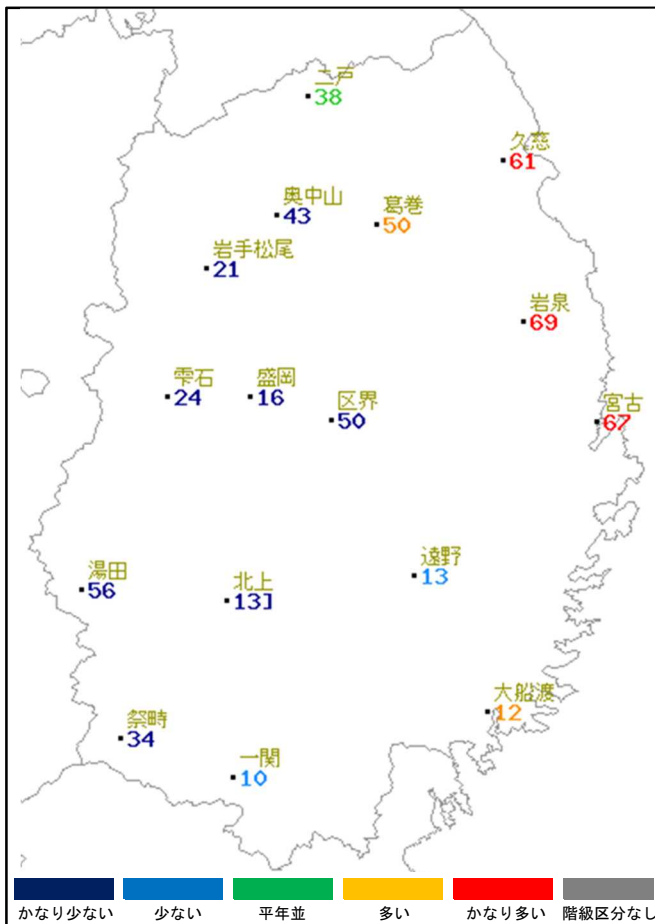 二戸
38
久慈
61
奥中山
43
葛巻
50
岩手松尾
21
岩泉
69
雫石
24
盛岡
16
区界
50
宮古
67
湯田
56
北上
13]
遠野
13
大船渡
12
祭畤
34
一関
10
かなり少ない
少ない
平年並
多い
かなり多い
階級区分なし